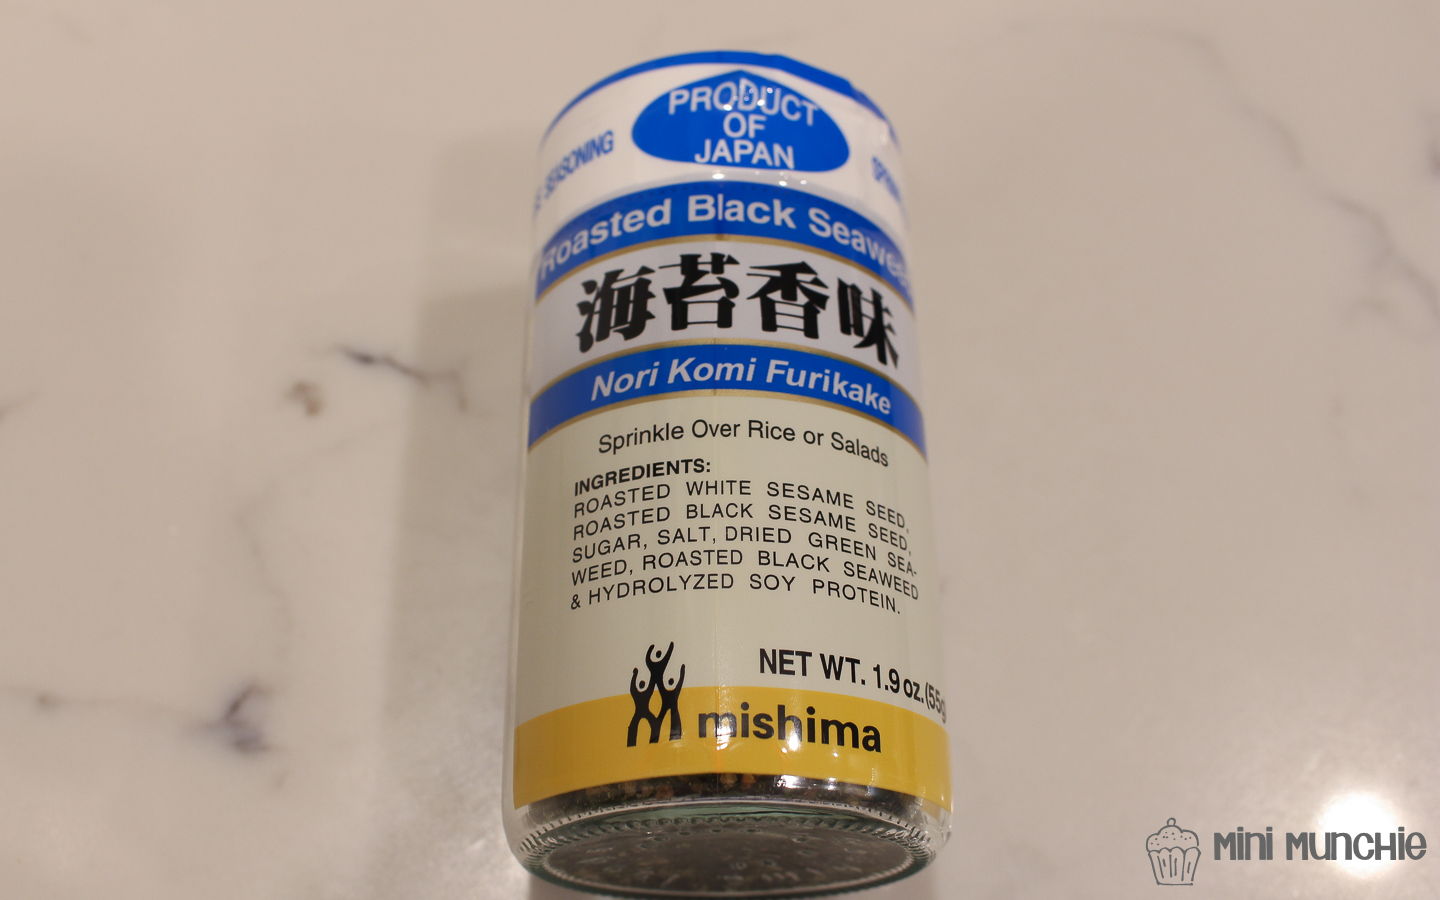 PRODUCT
OF
JAPAN
SEASONING
Roasted Black Seaweed
海苔香味
Nori Komi Furikake
Sprinkle Over Rice or Salads
INGREDIENTS:
ROASTED WHITE SESAME SEED,
ROASTED BLACK SESAME SEED,
SUGAR, SALT, DRIED GREEN SEA-
WEED, ROASTED BLACK SEAWEED
& HYDROLYZED SOY PROTEIN.
NET WT. 1.9 oz. (55g
mishima
MINI MUNCHIE